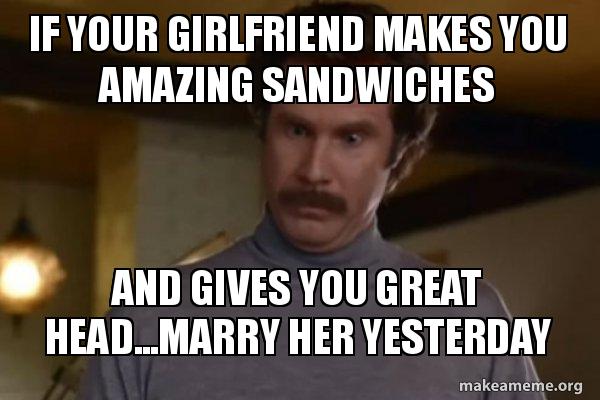 IF YOUR GIRLFRIEND MAKES YOU
AMAZING SANDWICHES
AND GIVES YOU GREAT
HEAD...MARRY HER YESTERDAY
makeameme.org